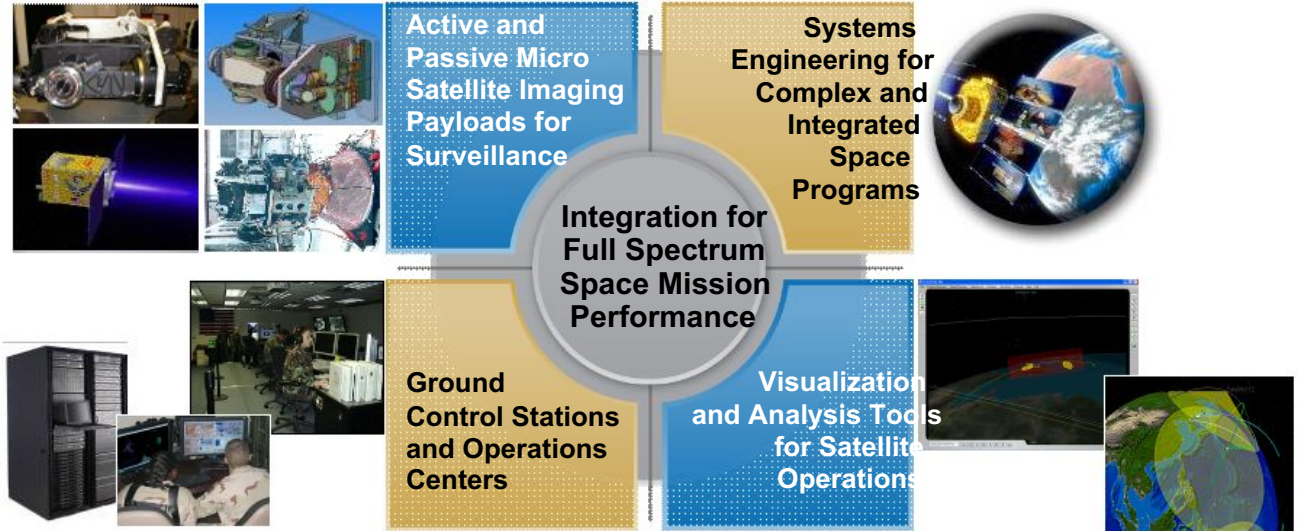 Active and
Passive Micro
Satellite Imaging
Payloads for
Surveillance
Systems
Engineering for
Complex and
Integrated
Space
Programs
Integration for
Full Spectrum
Space Mission
Performance
Ground
Control Stations
and Operations
Centers
Visualization
and Analysis Tools
for Satellite
Operations